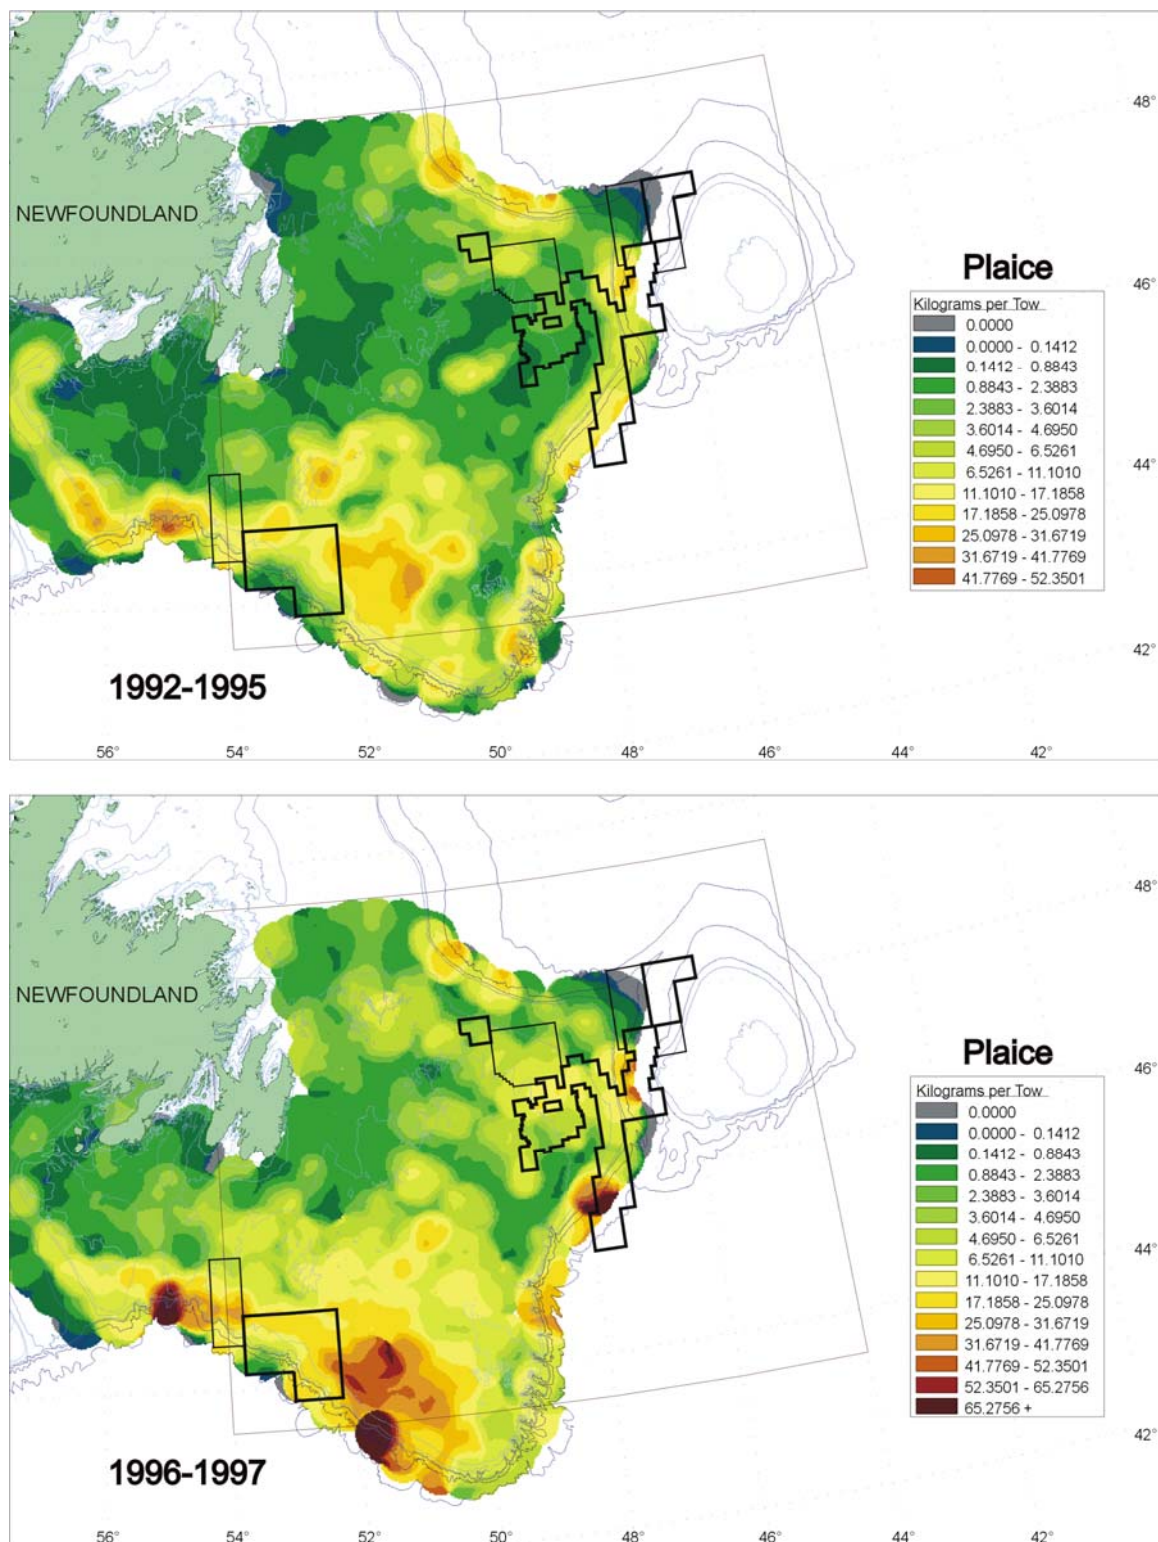 48°
NEWFOUNDLAND
46°
Plaice
Kilograms per Tow
0.0000
0.0000 - 0.1412
0.1412 - 0.8843
0.8843 - 2.3883
2.3883 - 3.6014
3.6014 - 4.6950
4.6950 - 6.5261
6.5261 - 11.1010
11.1010 - 17.1858
17.1858 - 25.0978
25.0978 - 31.6719
31.6719 - 41.7769
41.7769 - 52.3501
44°
42°
1992-1995
56° 54° 52° 50° 48° 46° 44° 42°
48°
NEWFOUNDLAND
46°
Plaice
Kilograms per Tow
0.0000
0.0000 - 0.1412
0.1412 - 0.8843
0.8843 - 2.3883
2.3883 - 3.6014
3.6014 - 4.6950
4.6950 - 6.5261
6.5261 - 11.1010
11.1010 - 17.1858
17.1858 - 25.0978
25.0978 - 31.6719
31.6719 - 41.7769
41.7769 - 52.3501
52.3501 - 65.2756
65.2756 +
44°
42°
1996-1997
56° 54° 52° 50° 48° 46° 44° 42°